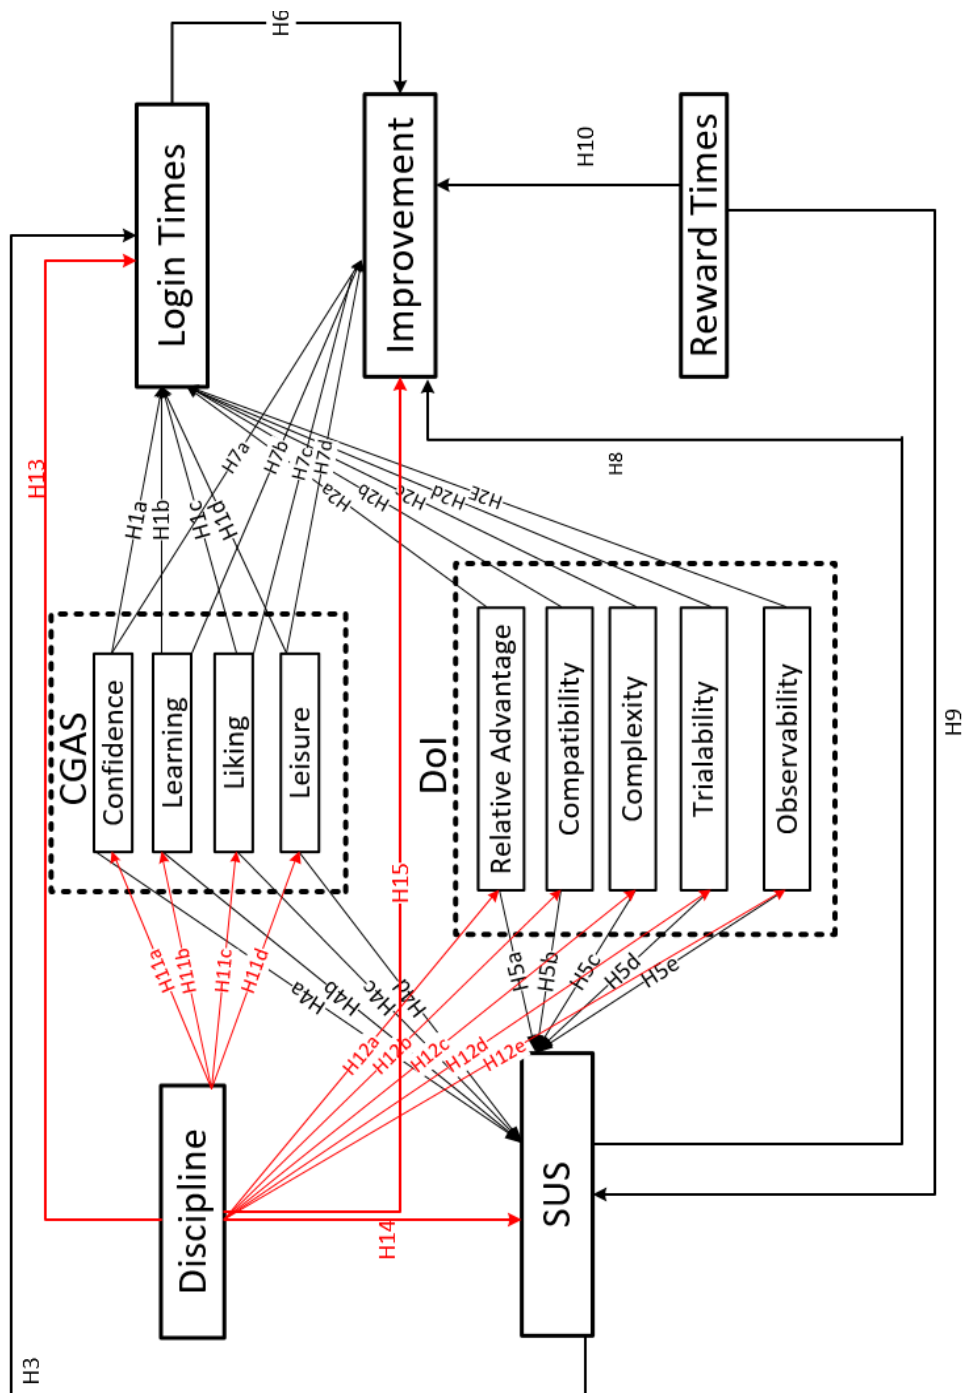 H3
H13
H6
Login Times
Improvement
H10
Reward Times
H1a
H1b
H1c
H1d
H7a
H7b
H7c
H7d
H2a
H2b
H2c
H2d
H2E
H8
H9
CGAS
Confidence
Learning
Liking
Leisure
DoI
Relative Advantage
Compatibility
Complexity
Trialability
Observability
H15
H11a
H11b
H11c
H11d
H4a
H4b
H4c
H4d
H5a
H5b
H5c
H5d
H5e
H12a
H12b
H12c
H12d
H12e
Discipline
H14
SUS